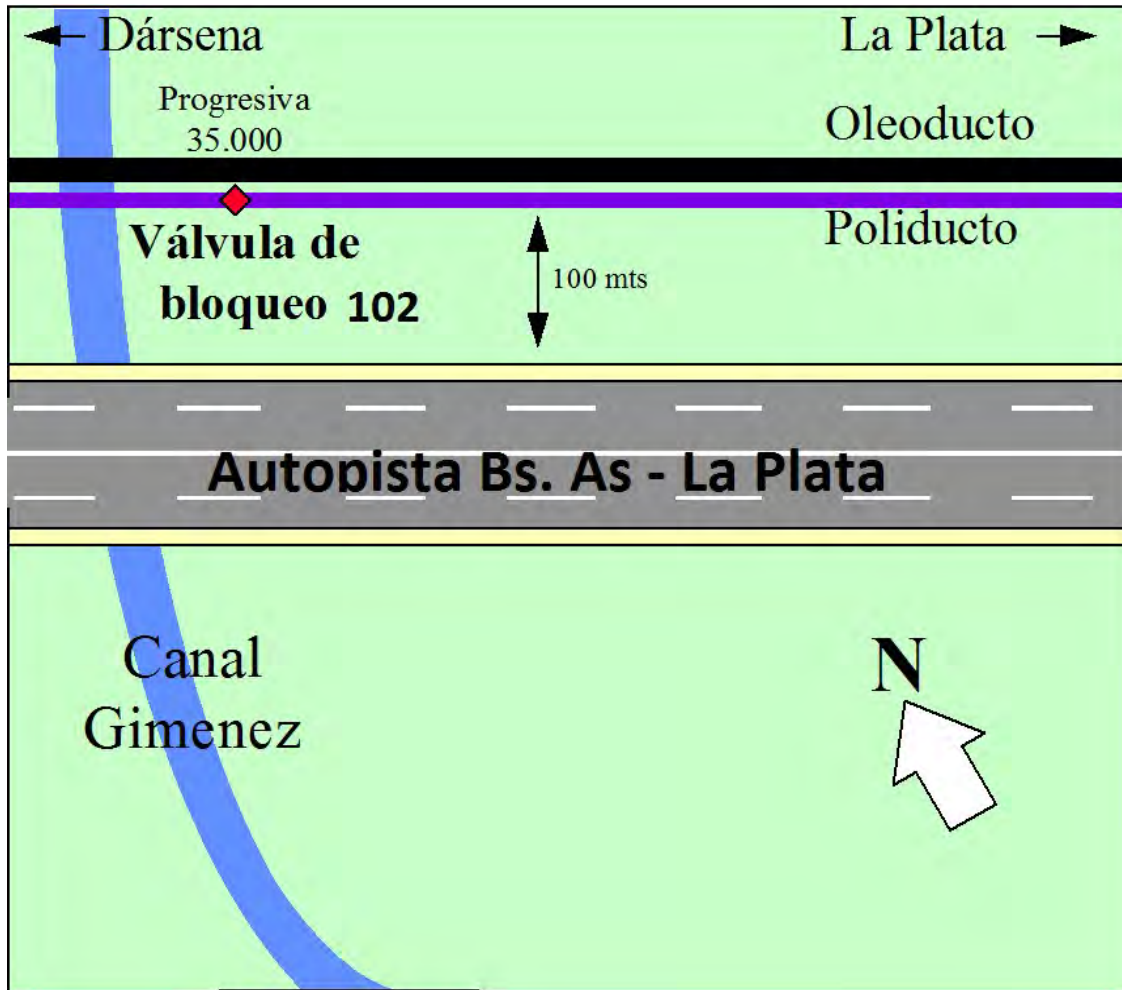 Dársena
La Plata
Progresiva
35.000
Oleoducto
Válvula de
bloqueo 102
Poliducto
100 mts
Autopista Bs. As - La Plata
Canal
Gimenez
N